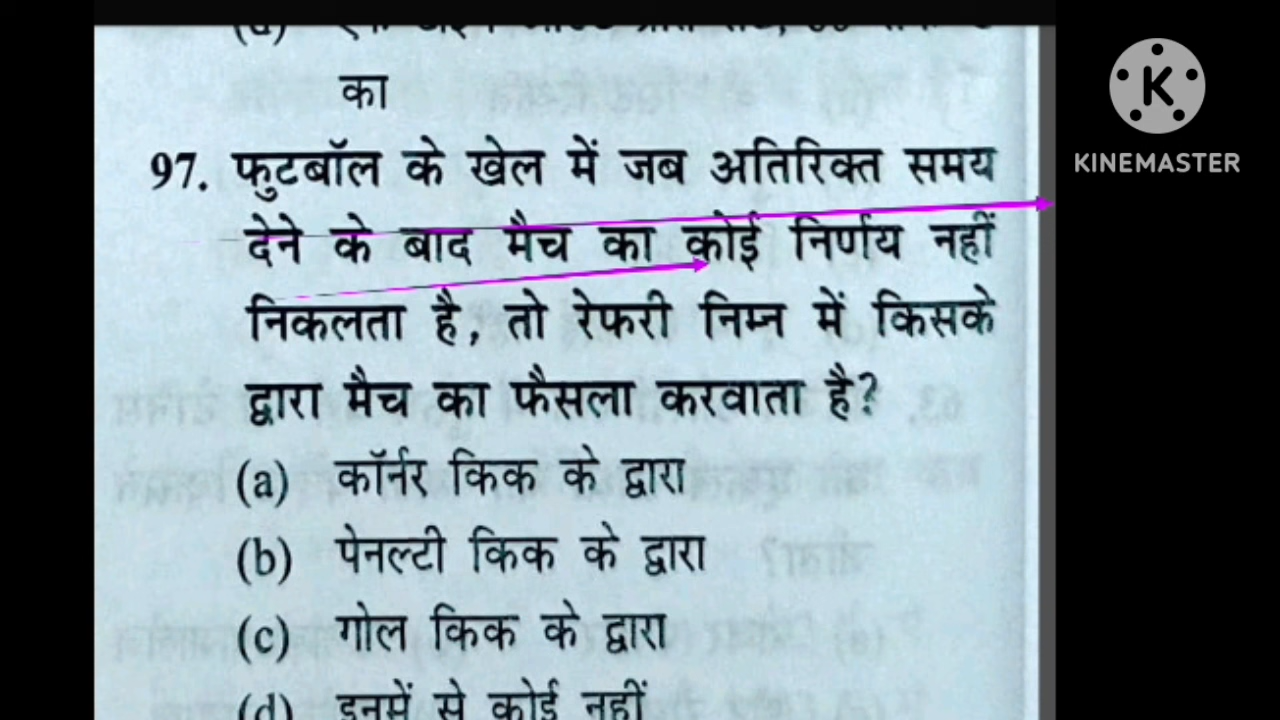 का
97. फुटबॉल के खेल में जब अतिरिक्त समय
देने के बाद मैच का कोई निर्णय नहीं
निकलता है, तो रेफरी निम्न में किसके
द्वारा मैच का फैसला करवाता है?
(a) कॉर्नर किक के द्वारा
(b) पेनल्टी किक के द्वारा
(c) गोल किक के द्वारा
(d) इनमें से कोई नहीं
K
KINEMASTER